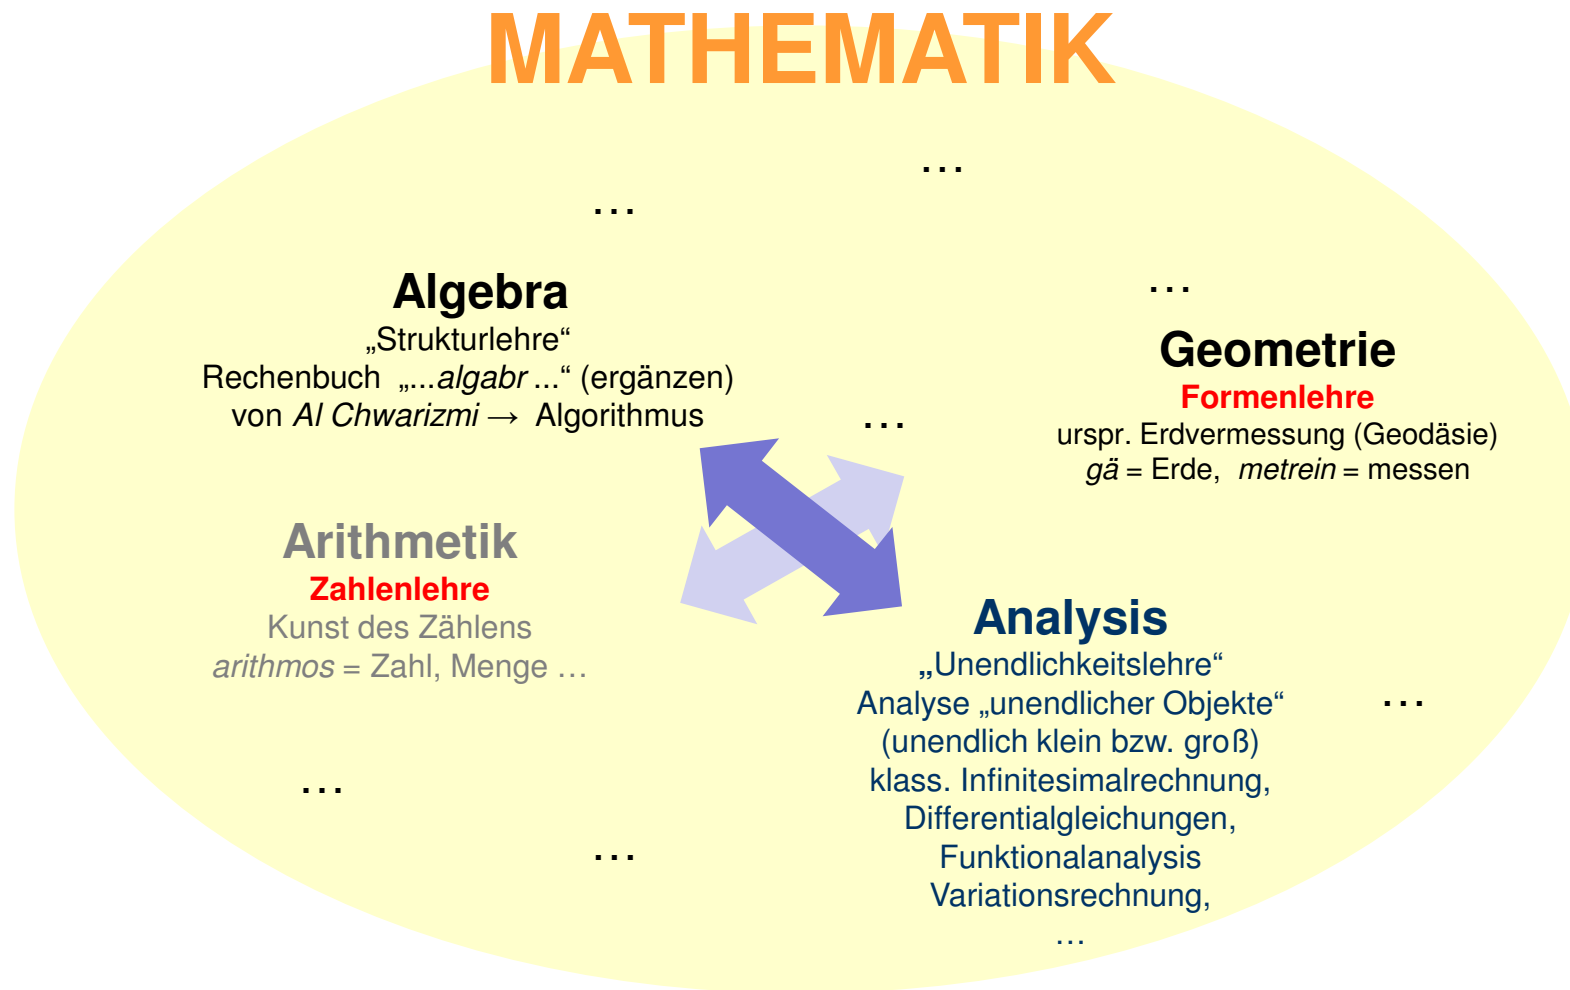 MATHEMATIK
…
…
…
Algebra
„Strukturlehre“
Rechenbuch „...algabr ...“ (ergänzen)
von Al Chwarizmi → Algorithmus
…
Geometrie
Formenlehre
urspr. Erdvermessung (Geodäsie)
gä = Erde, metrein = messen
Arithmetik
Zahlenlehre
Kunst des Zählens
arithmos = Zahl, Menge …
Analysis
„Unendlichkeitslehre“
Analyse „unendlicher Objekte“
(unendlich klein bzw. groß)
klass. Infinitesimalrechnung,
Differentialgleichungen,
Funktionalanalysis
Variationsrechnung,
…
…
…
…